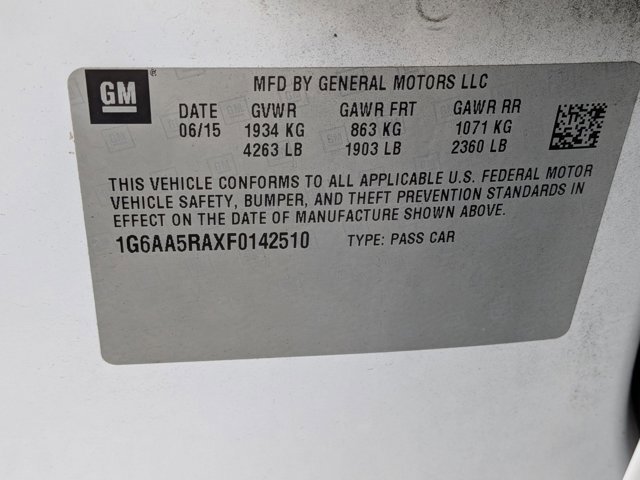 GM®
MFD BY GENERAL MOTORS LLC
DATE GVWR GAWR FRT GAWR RR
06/15 1934 KG 863 KG 1071 KG
4263 LB 1903 LB 2360 LB
THIS VEHICLE CONFORMS TO ALL APPLICABLE U.S. FEDERAL MOTOR
VEHICLE SAFETY, BUMPER, AND THEFT PREVENTION STANDARDS IN
EFFECT ON THE DATE OF MANUFACTURE SHOWN ABOVE.
1G6AA5RAXF0142510 TYPE: PASS CAR